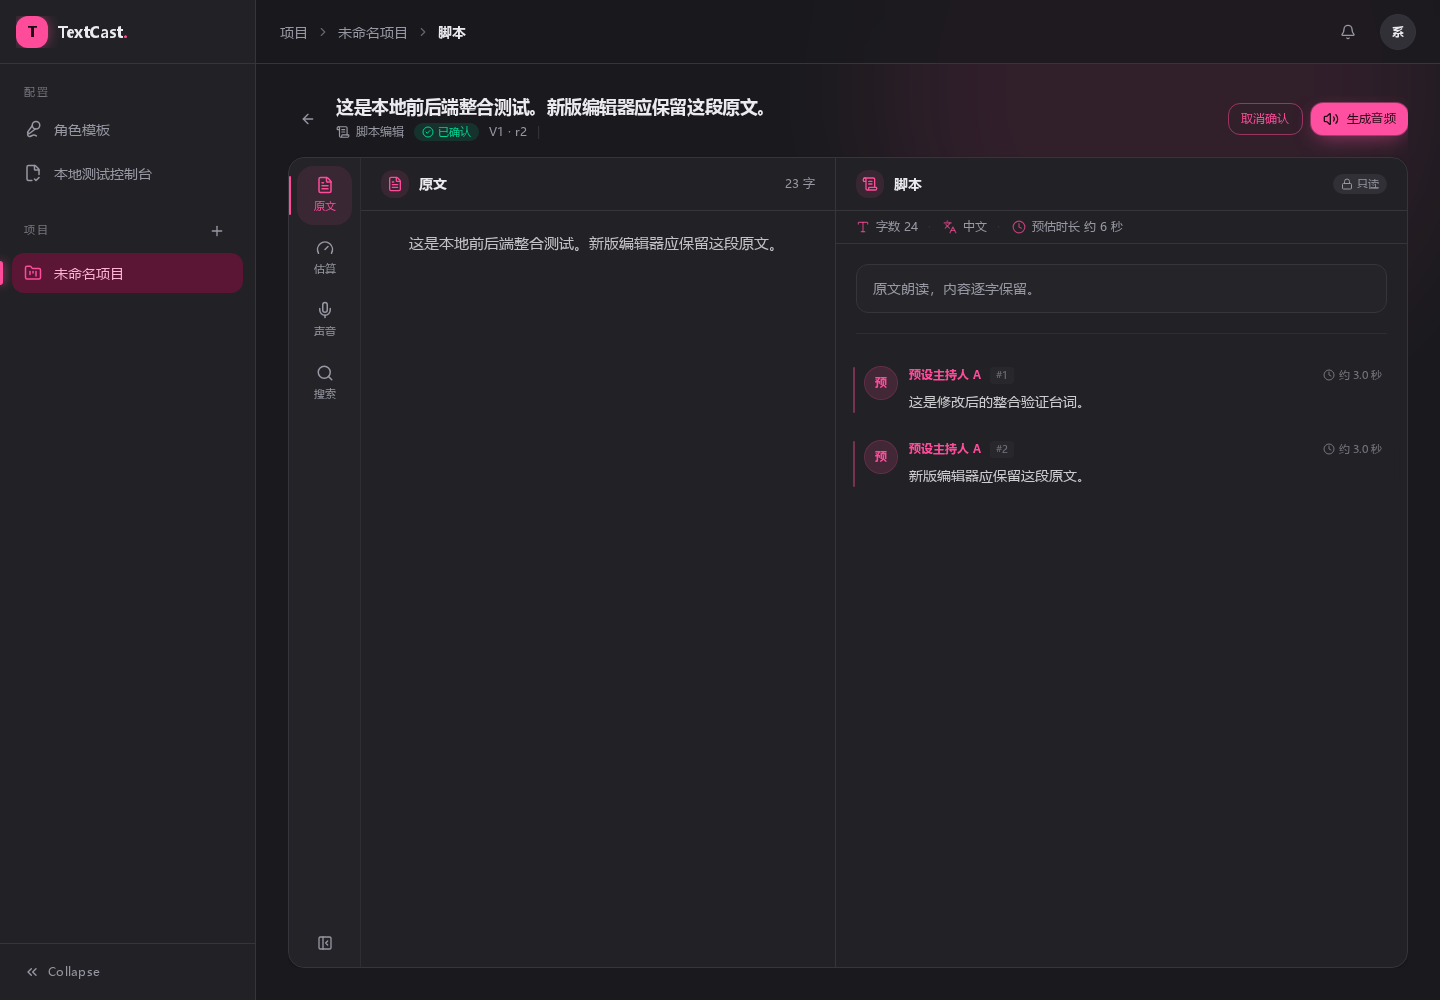 T TextCast.
项目 > 未命名项目 > 脚本
系
配置
角色模板
本地测试控制台
项目 +
未命名项目
Collapse
这是本地前后端整合测试。新版编辑器应保留这段原文。
脚本编辑 已确认 V1 · r2
取消确认
生成音频
原文
估算
声音
搜索
原文 23 字
这是本地前后端整合测试。新版编辑器应保留这段原文。
脚本 只读
字数 24 · 中文 · 预估时长 约 6 秒
原文朗读，内容逐字保留。
预 预设主持人 A #1 约 3.0 秒
这是修改后的整合验证台词。
预 预设主持人 A #2 约 3.0 秒
新版编辑器应保留这段原文。